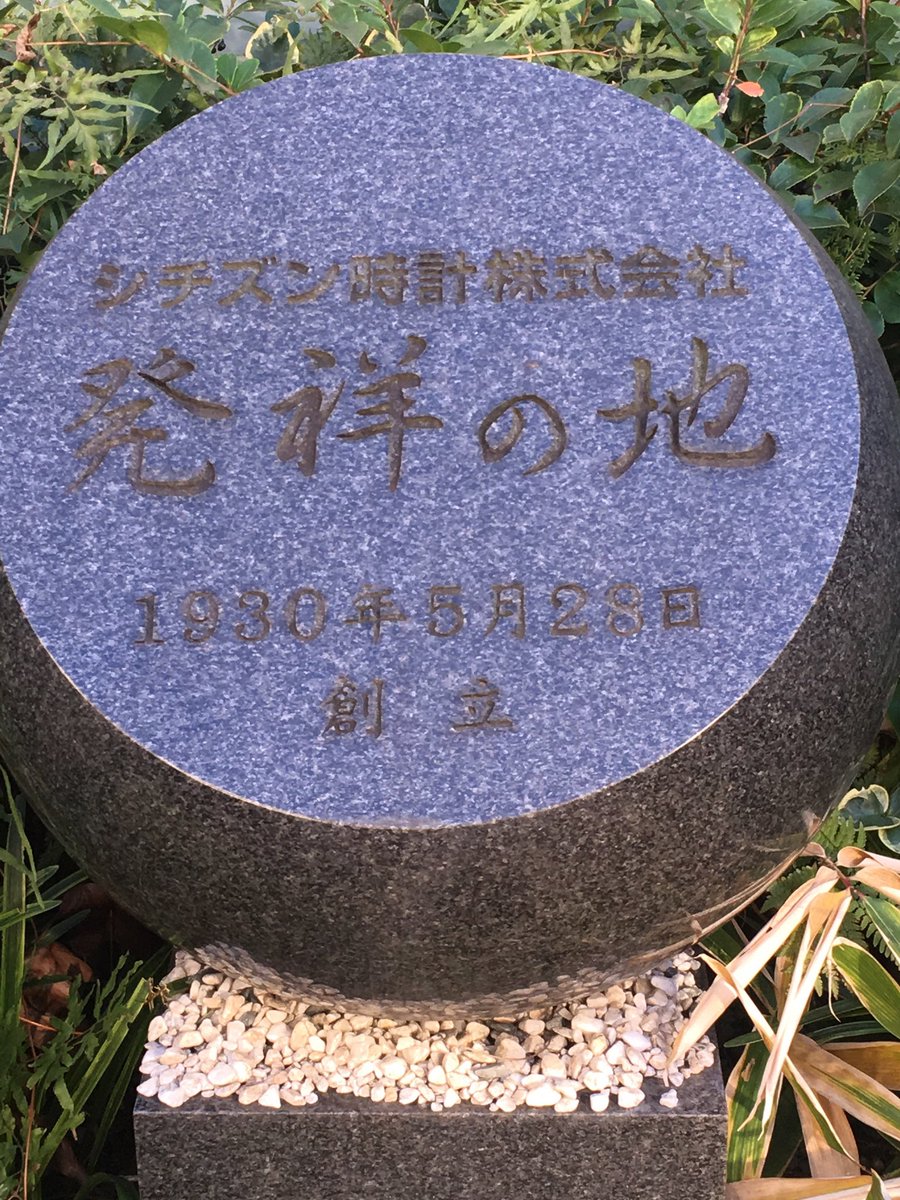 シチズン時計株式会社
発祥の地
1930年5月28日
創立